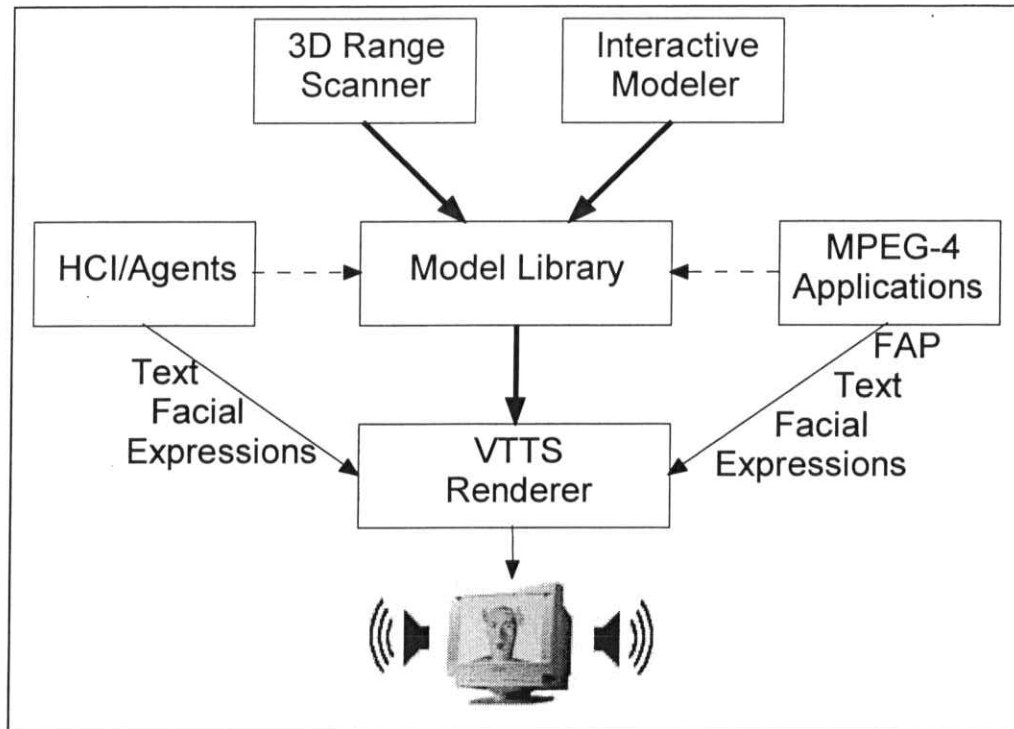 3D Range
Scanner
Interactive
Modeler
HCI/Agents
Model Library
MPEG-4
Applications
Text
Facial
Expressions
FAP
Text
Facial
Expressions
VTTS
Renderer